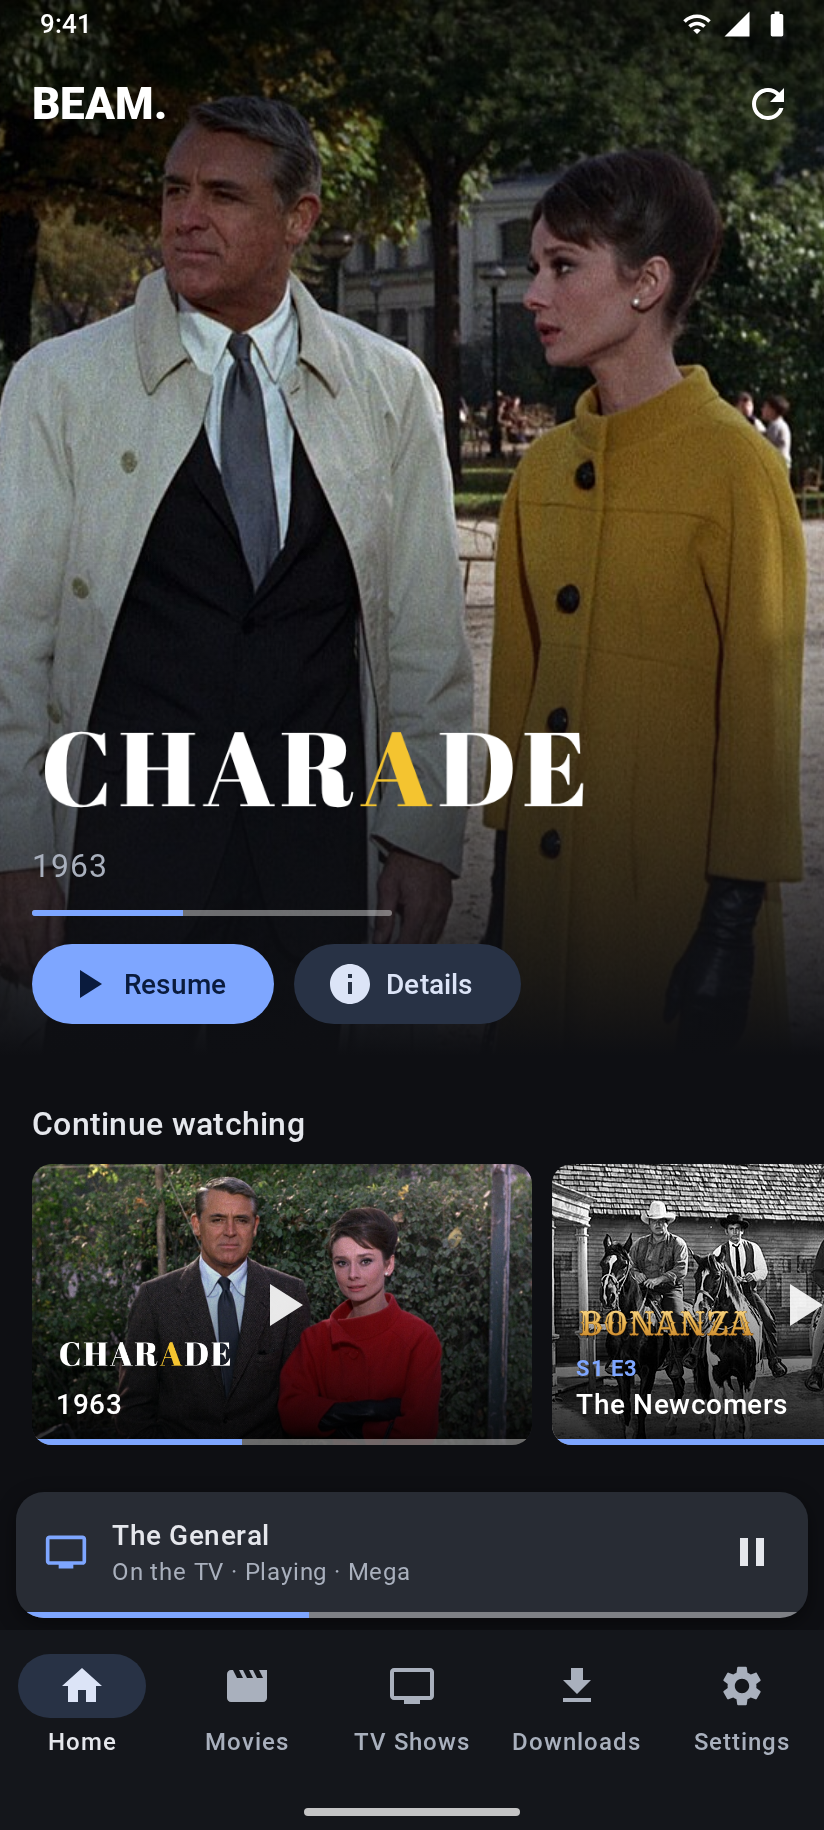 9:41
BEAM.
CHARADE
1963
Resume
Details
Continue watching
CHARADE
1963
BONANZA
S1 E3
The Newcomers
The General
On the TV · Playing · Mega
Home
Movies
TV Shows
Downloads
Settings